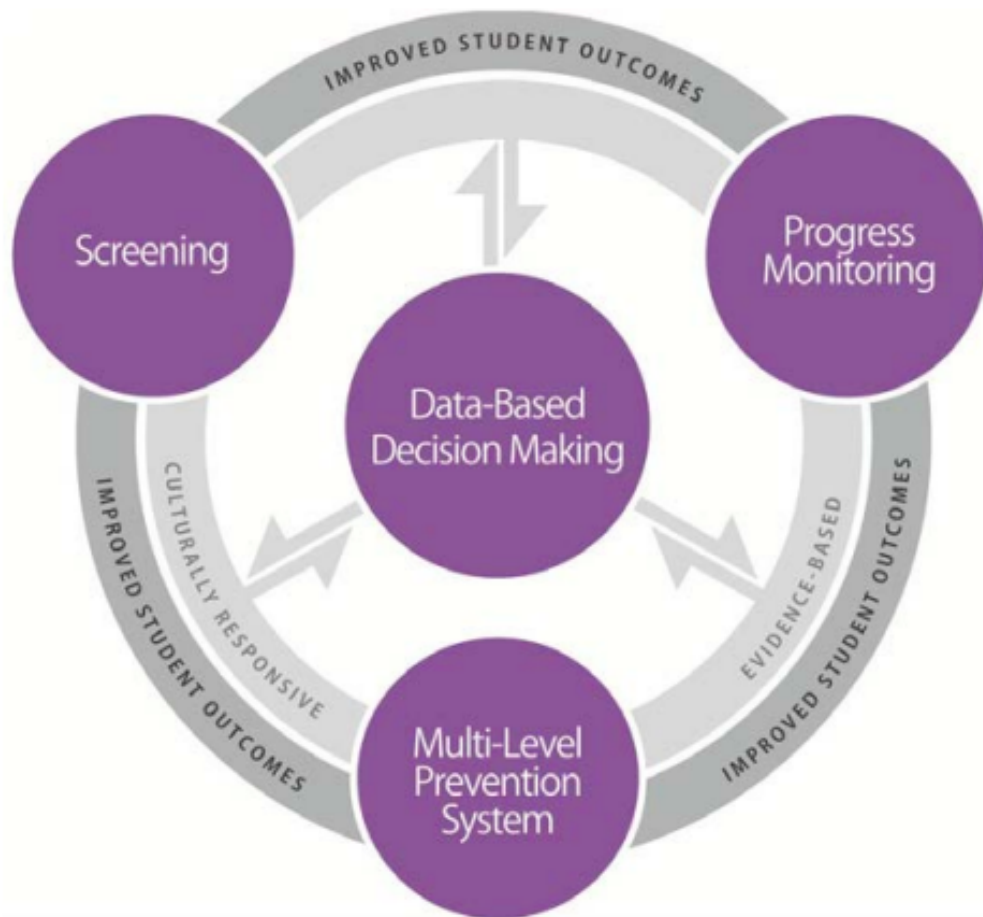 IMPROVED STUDENT OUTCOMES
Screening
Progress
Monitoring
Data-Based
Decision Making
IMPROVED STUDENT OUTCOMES
CULTURALLY RESPONSIVE
EVIDENCE-BASED
IMPROVED STUDENT OUTCOMES
Multi-Level
Prevention
System